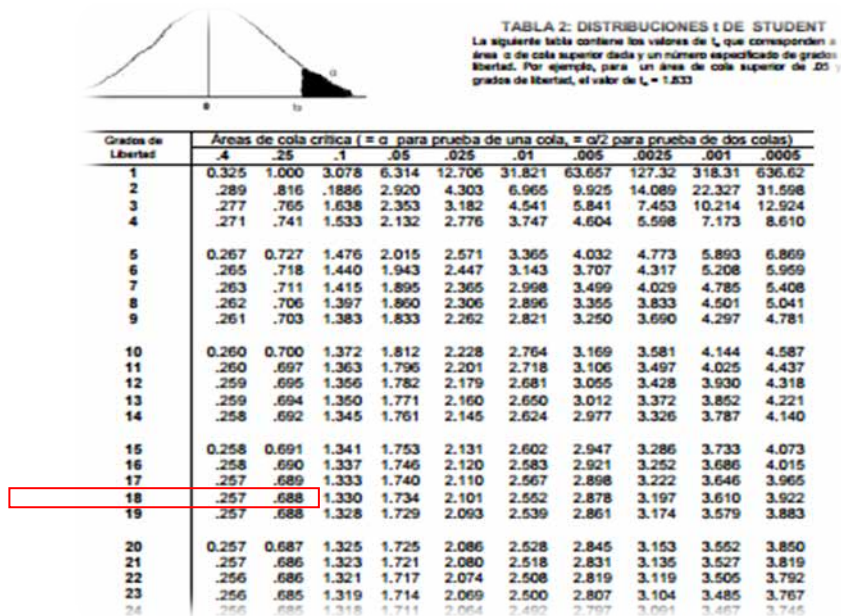 TABLA 2: DISTRIBUCIONES t DE STUDENT
La siguiente tabla contiene los valores de tα que corresponden a
área α de cola superior dada y un número especificado de grados
libertad. Por ejemplo, para un área de cola superior de .05 y
grados de libertad, el valor de tα = 1.833
α
0 tα
Grados de Áreas de cola crítica ( = α para prueba de una cola, = α/2 para prueba de dos colas)
Libertad .4 .25 .1 .05 .025 .01 .005 .0025 .001 .0005
1 0.325 1.000 3.078 6.314 12.706 31.821 63.657 127.32 318.31 636.62
2 .289 .816 .1886 2.920 4.303 6.965 9.925 14.089 22.327 31.598
3 .277 .765 1.638 2.353 3.182 4.541 5.841 7.453 10.214 12.924
4 .271 .741 1.533 2.132 2.776 3.747 4.604 5.598 7.173 8.610
5 0.267 0.727 1.476 2.015 2.571 3.365 4.032 4.773 5.893 6.869
6 .265 .718 1.440 1.943 2.447 3.143 3.707 4.317 5.208 5.959
7 .263 .711 1.415 1.895 2.365 2.998 3.499 4.029 4.785 5.408
8 .262 .706 1.397 1.860 2.306 2.896 3.355 3.833 4.501 5.041
9 .261 .703 1.383 1.833 2.262 2.821 3.250 3.690 4.297 4.781
10 0.260 0.700 1.372 1.812 2.228 2.764 3.169 3.581 4.144 4.587
11 .260 .697 1.363 1.796 2.201 2.718 3.106 3.497 4.025 4.437
12 .259 .695 1.356 1.782 2.179 2.681 3.055 3.428 3.930 4.318
13 .259 .694 1.350 1.771 2.160 2.650 3.012 3.372 3.852 4.221
14 .258 .692 1.345 1.761 2.145 2.624 2.977 3.326 3.787 4.140
15 0.258 0.691 1.341 1.753 2.131 2.602 2.947 3.286 3.733 4.073
16 .258 .690 1.337 1.746 2.120 2.583 2.921 3.252 3.686 4.015
17 .257 .689 1.333 1.740 2.110 2.567 2.898 3.222 3.646 3.965
18 .257 .688 1.330 1.734 2.101 2.552 2.878 3.197 3.610 3.922
19 .257 .688 1.328 1.729 2.093 2.539 2.861 3.174 3.579 3.883
20 0.257 0.687 1.325 1.725 2.086 2.528 2.845 3.153 3.552 3.850
21 .257 .686 1.323 1.721 2.080 2.518 2.831 3.135 3.527 3.819
22 .256 .686 1.321 1.717 2.074 2.508 2.819 3.119 3.505 3.792
23 .256 .685 1.319 1.714 2.069 2.500 2.807 3.104 3.485 3.767
24 .256 .685 1.318 1.711 2.064 2.492 2.797 3.091 3.467